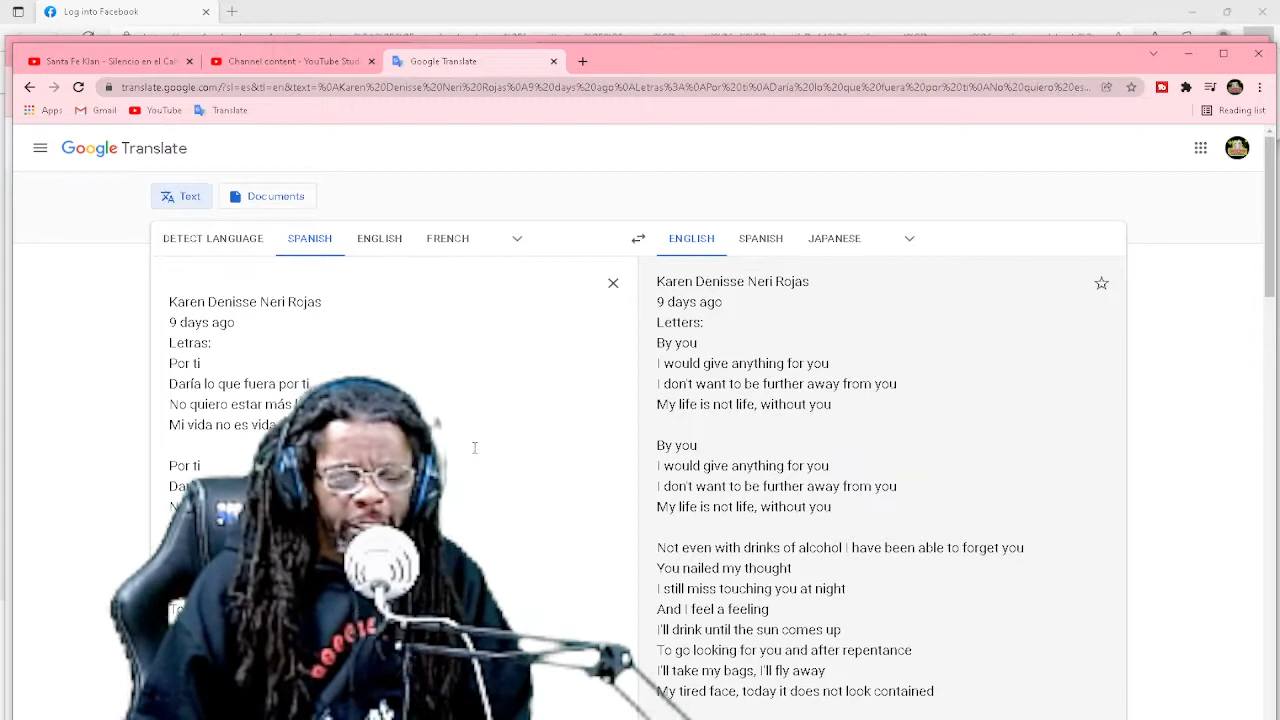 Log into Facebook
Santa Fe Klan - Silencio en el Call
Channel content - YouTube Studi
Google Translate
Apps
Gmail
YouTube
Translate
Reading list
Google Translate
Text
Documents
DETECT LANGUAGE
SPANISH
ENGLISH
FRENCH
ENGLISH
SPANISH
JAPANESE
Karen Denisse Neri Rojas
9 days ago
Letras:
Por ti
Daría lo que fuera por ti
No quiero estar más
Mi vida no es vida
Por ti
Karen Denisse Neri Rojas
9 days ago
Letters:
By you
I would give anything for you
I don't want to be further away from you
My life is not life, without you
By you
I would give anything for you
I don't want to be further away from you
My life is not life, without you
Not even with drinks of alcohol I have been able to forget you
You nailed my thought
I still miss touching you at night
And I feel a feeling
I'll drink until the sun comes up
To go looking for you and after repentance
I'll take my bags, I'll fly away
My tired face, today it does not look contained